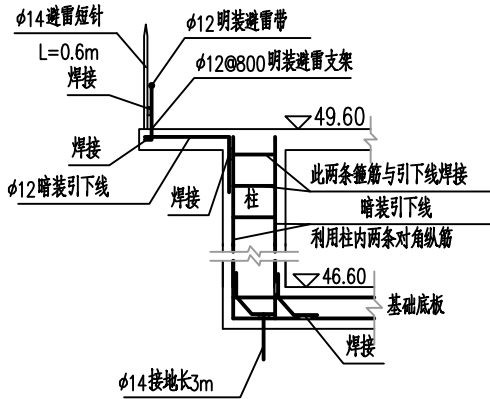 ϕ14避雷短针
L=0.6m
焊接
ϕ12明装避雷带
ϕ12@800明装避雷支架
49.60
焊接
ϕ12暗装引下线
焊接
柱
此两条箍筋与引下线焊接
暗装引下线
利用柱内两条对角纵筋
46.60
基础底板
焊接
ϕ14接地长3m